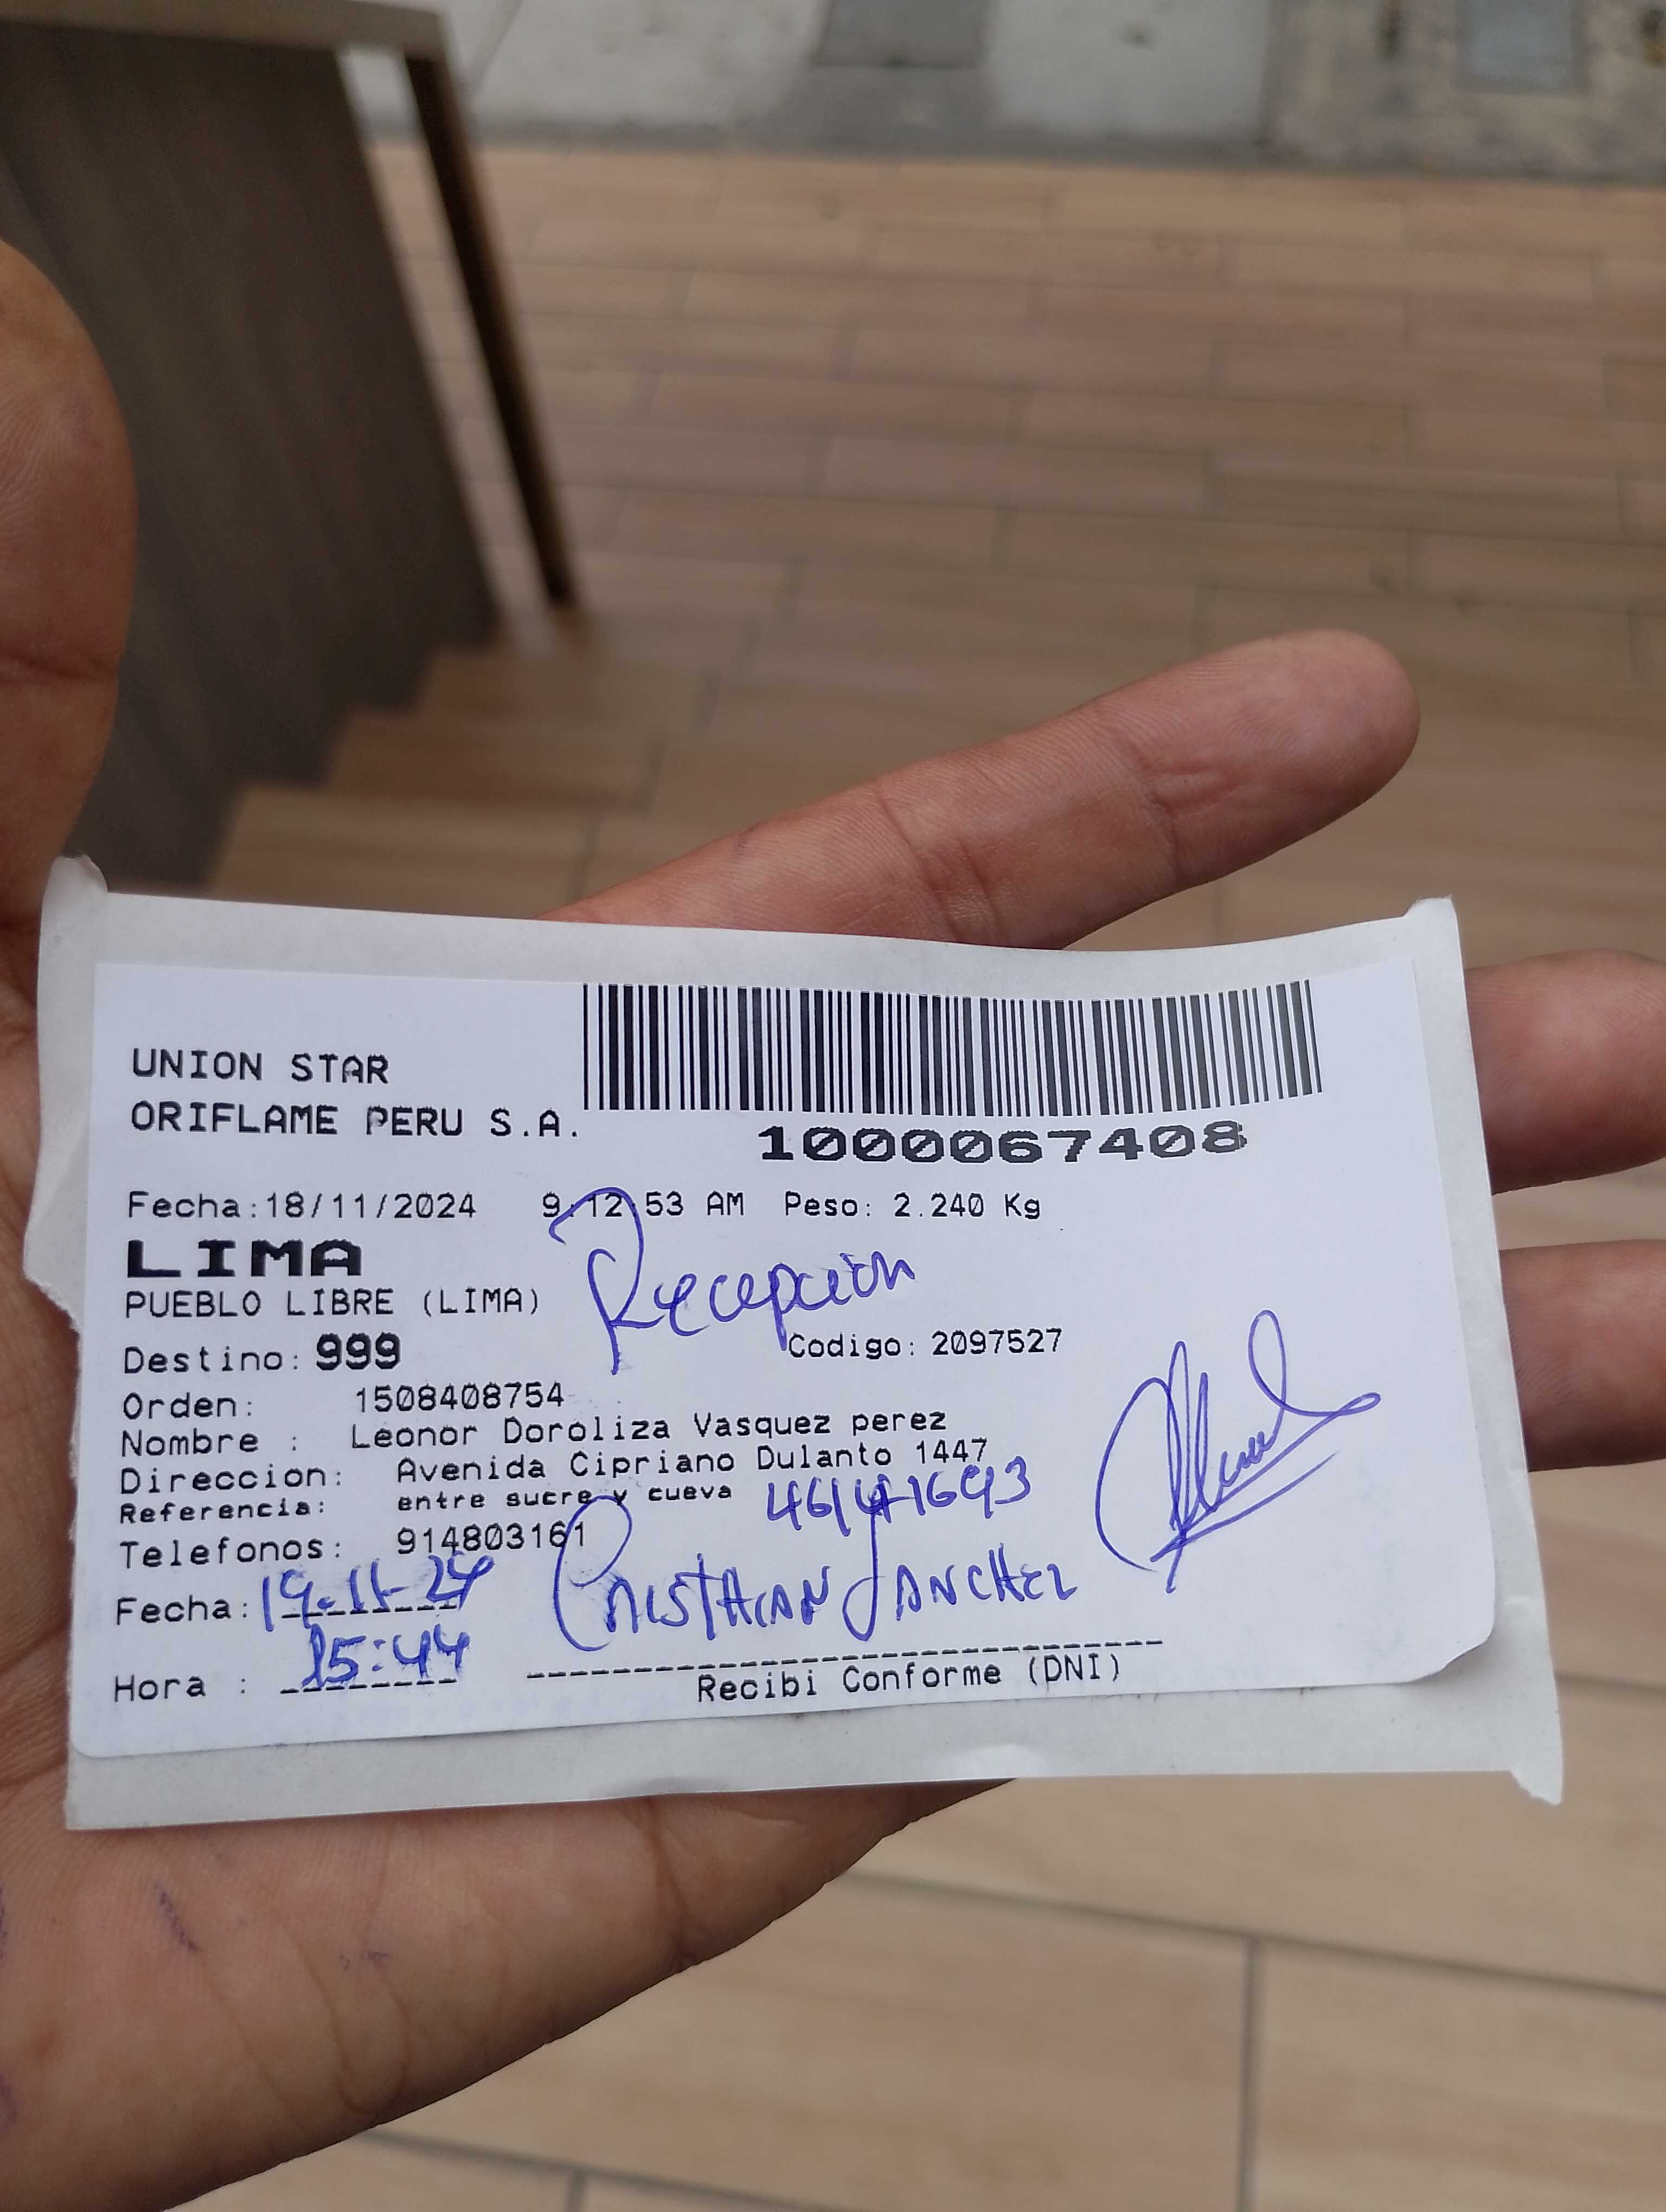 UNION STAR
ORIFLAME PERU S.A.
1000067408
Fecha:18/11/2024 9:12:53 AM Peso: 2.240 Kg
LIMA
PUEBLO LIBRE (LIMA)
Recepción
Destino: 999 Codigo: 2097527
Orden: 1508408754
Nombre : Leonor Doroliza Vasquez perez
Direccion: Avenida Cipriano Dulanto 1447
Referencia: entre sucre y cueva
46141693
Telefonos: 914803161
Fecha: 19-11-24 CRISTHIAN SANCHEZ
Hora : 15:44
Recibi Conforme (DNI)